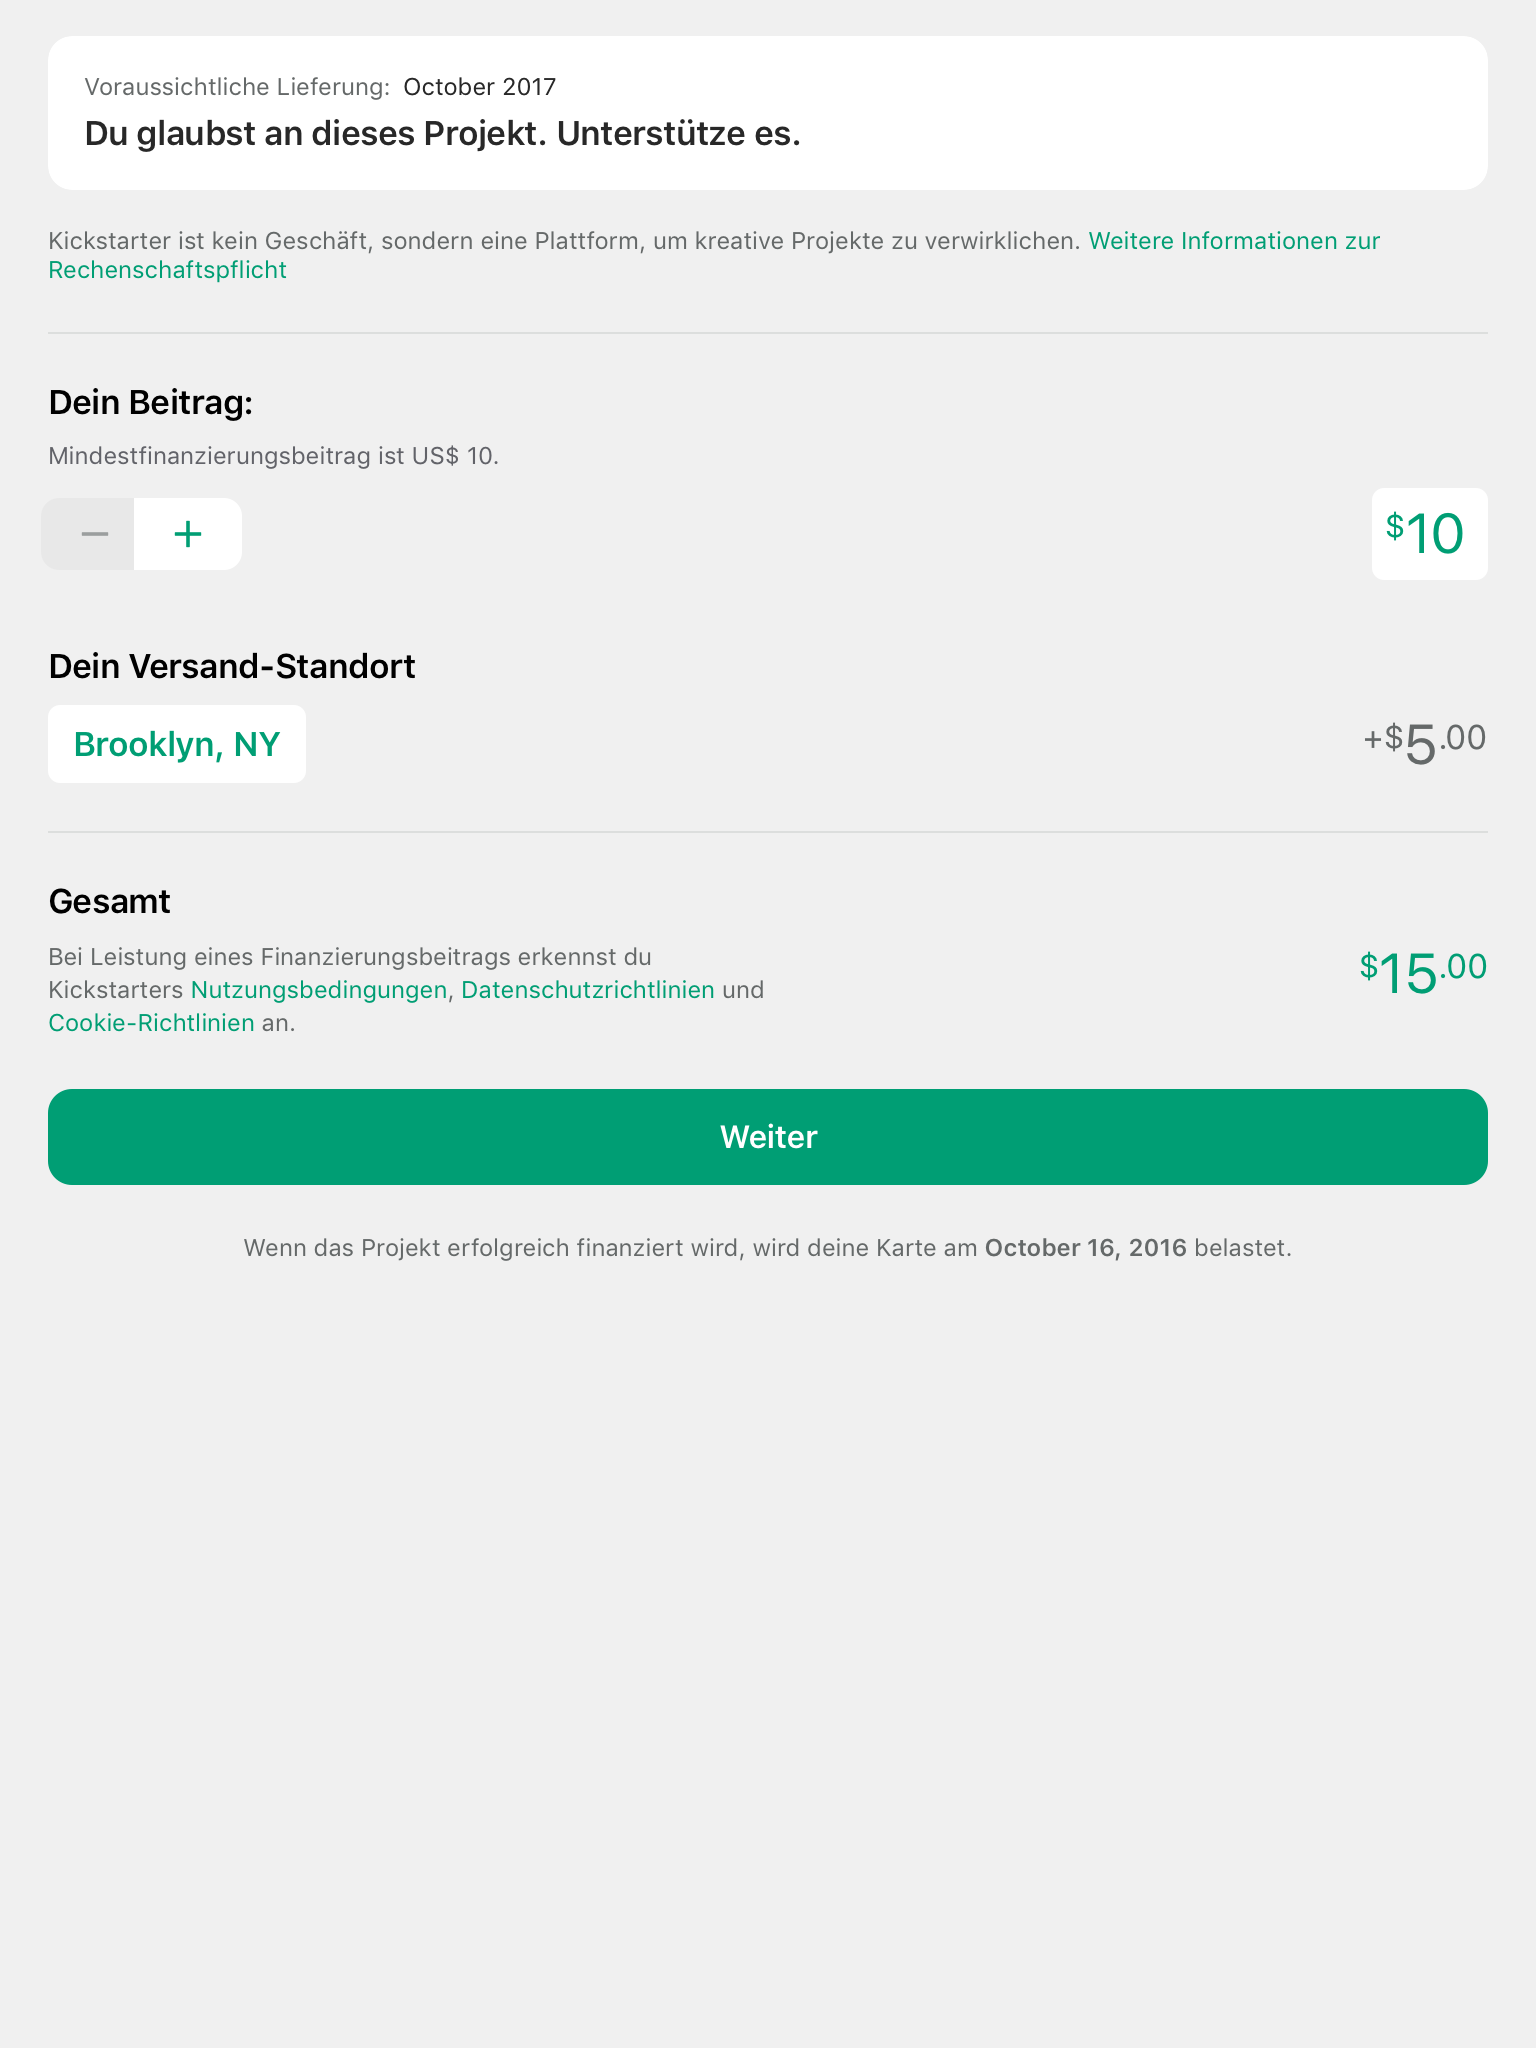 Voraussichtliche Lieferung: October 2017
Du glaubst an dieses Projekt. Unterstütze es.
Kickstarter ist kein Geschäft, sondern eine Plattform, um kreative Projekte zu verwirklichen. Weitere Informationen zur
Rechenschaftspflicht
Dein Beitrag:
Mindestfinanzierungsbeitrag ist US$ 10.
− +
$10
Dein Versand-Standort
Brooklyn, NY
+$5.00
Gesamt
Bei Leistung eines Finanzierungsbeitrags erkennst du
Kickstarters Nutzungsbedingungen, Datenschutzrichtlinien und
Cookie-Richtlinien an.
$15.00
Weiter
Wenn das Projekt erfolgreich finanziert wird, wird deine Karte am October 16, 2016 belastet.